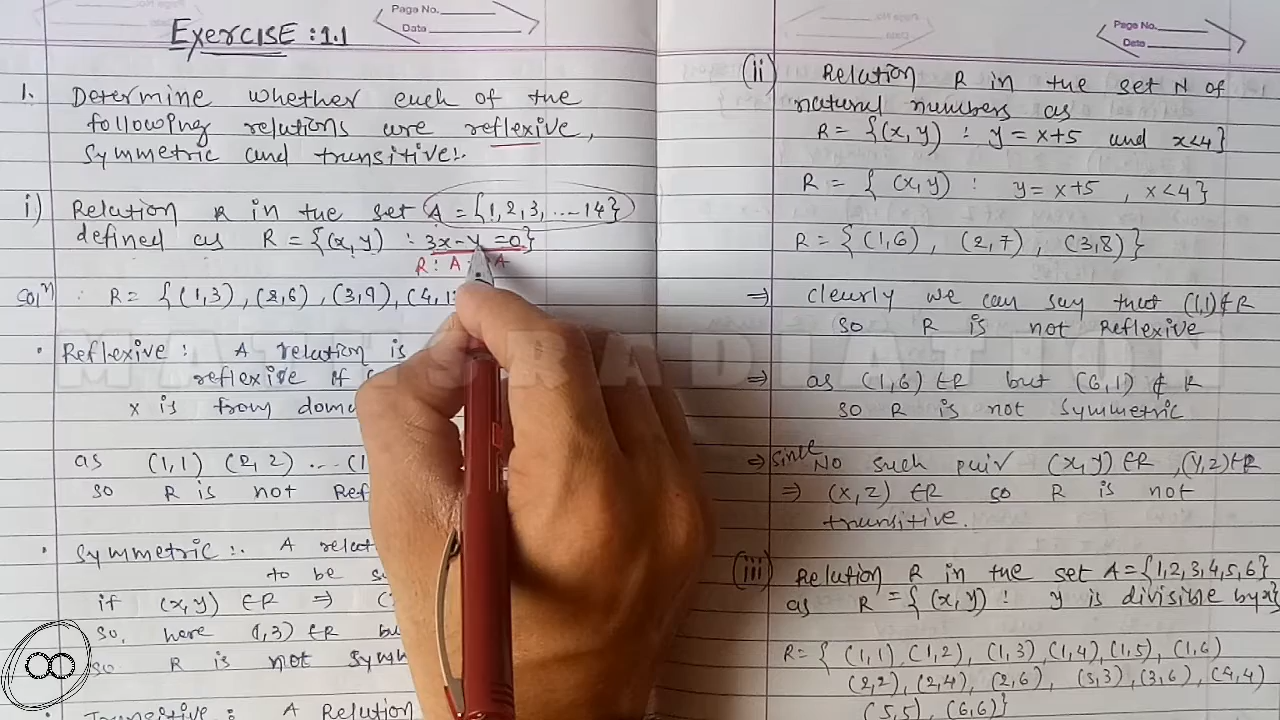 Page No.
Date
Exercise : 1.1
1. Determine whether each of the
following relations are reflexive,
symmetric and transitive:.
i) Relation R in the set A = {1,2,3,...14}
defined as R = {(x,y) : 3x-y=0}
R: A A
Solⁿ : R = {(1,3), (2,6), (3,9), (4,1
• Reflexive : A relation is
reflexive if
x is from doma
as (1,1) (2,2) ...(1
so R is not Ref
• Symmetric :. A relat
to be s
if (x,y) ∈R ⇒
so, here (1,3) ∈R bu
so R is not symm
• Transitive : A Relation
Page No.
Date
(ii) Relation R in the set N of
natural numbers as
R = {(x,y) : y = x+5 and x<4}
R = { (x,y) : y=x+5 , x<4}
R = {(1,6) , (2,7) , (3,8)}
⇒ clearly we can say that (1,1)∉R
so R is not Reflexive
⇒ as (1,6) ∈R but (6,1) ∉ R
so R is not symmetric
⇒ since No such pair (x,y) ∈R ,(y,z)∈R
⇒ (x,z) ∈R so R is not
transitive.
(iii) Relation R in the set A={1,2,3,4,5,6}
as R = { (x,y) : y is divisible by x}
R= { (1,1) (1,2), (1,3) (1,4),(1,5), (1,6)
(2,2),(2,4), (2,6), (3,3),(3,6), (4,4)
(5,5), (6,6)}
MATHS RADIATION